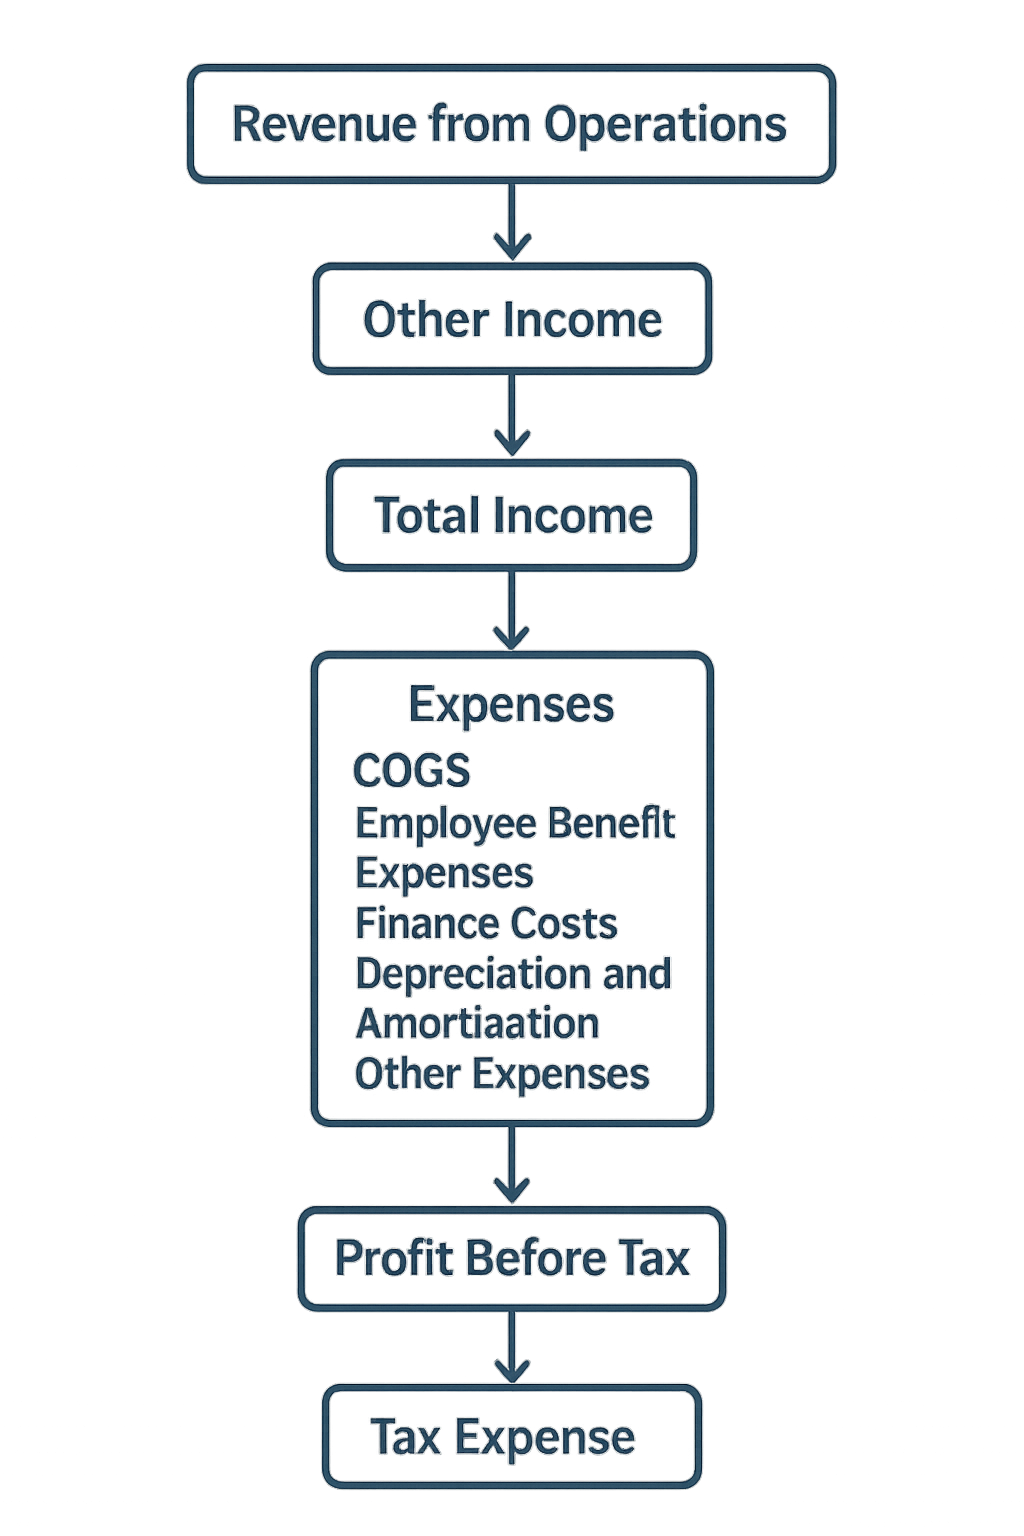 Revenue from Operations
Other Income
Total Income
Expenses
COGS
Employee Benefit
Expenses
Finance Costs
Depreciation and
Amortiaation
Other Expenses
Profit Before Tax
Tax Expense